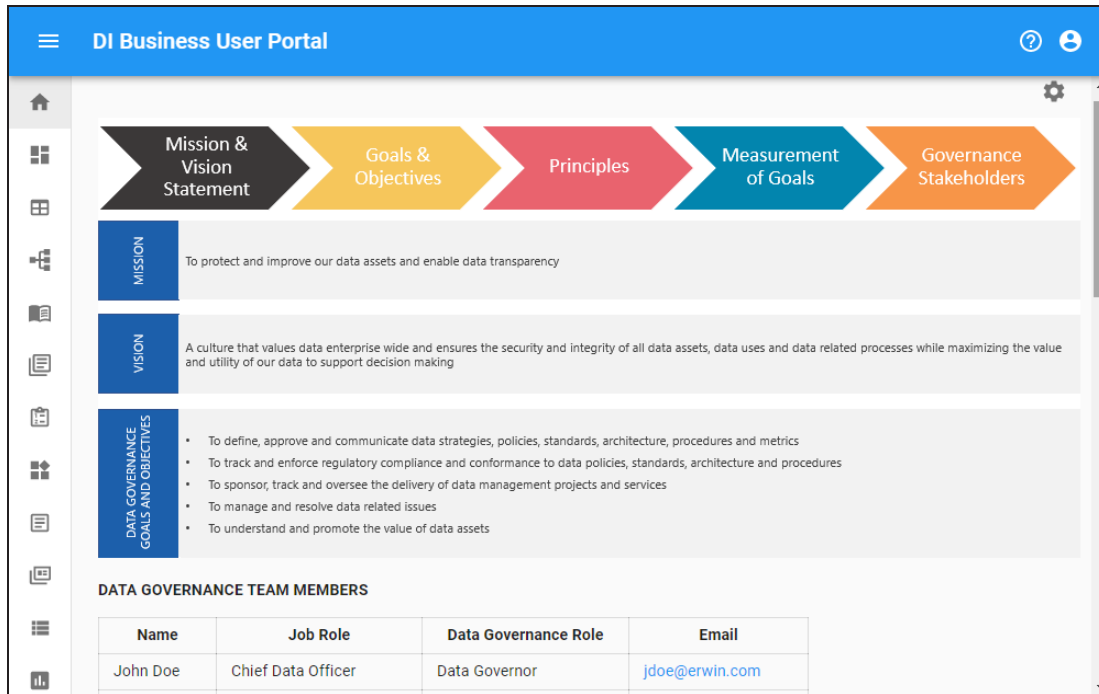 DI Business User Portal
Mission &
Vision
Statement
Goals &
Objectives
Principles
Measurement
of Goals
Governance
Stakeholders
MISSION
To protect and improve our data assets and enable data transparency
VISION
A culture that values data enterprise wide and ensures the security and integrity of all data assets, data uses and data related processes while maximizing the value
and utility of our data to support decision making
DATA GOVERNANCE
GOALS AND OBJECTIVES
• To define, approve and communicate data strategies, policies, standards, architecture, procedures and metrics
• To track and enforce regulatory compliance and conformance to data policies, standards, architecture and procedures
• To sponsor, track and oversee the delivery of data management projects and services
• To manage and resolve data related issues
• To understand and promote the value of data assets
DATA GOVERNANCE TEAM MEMBERS
Name Job Role Data Governance Role Email
John Doe Chief Data Officer Data Governor jdoe@erwin.com